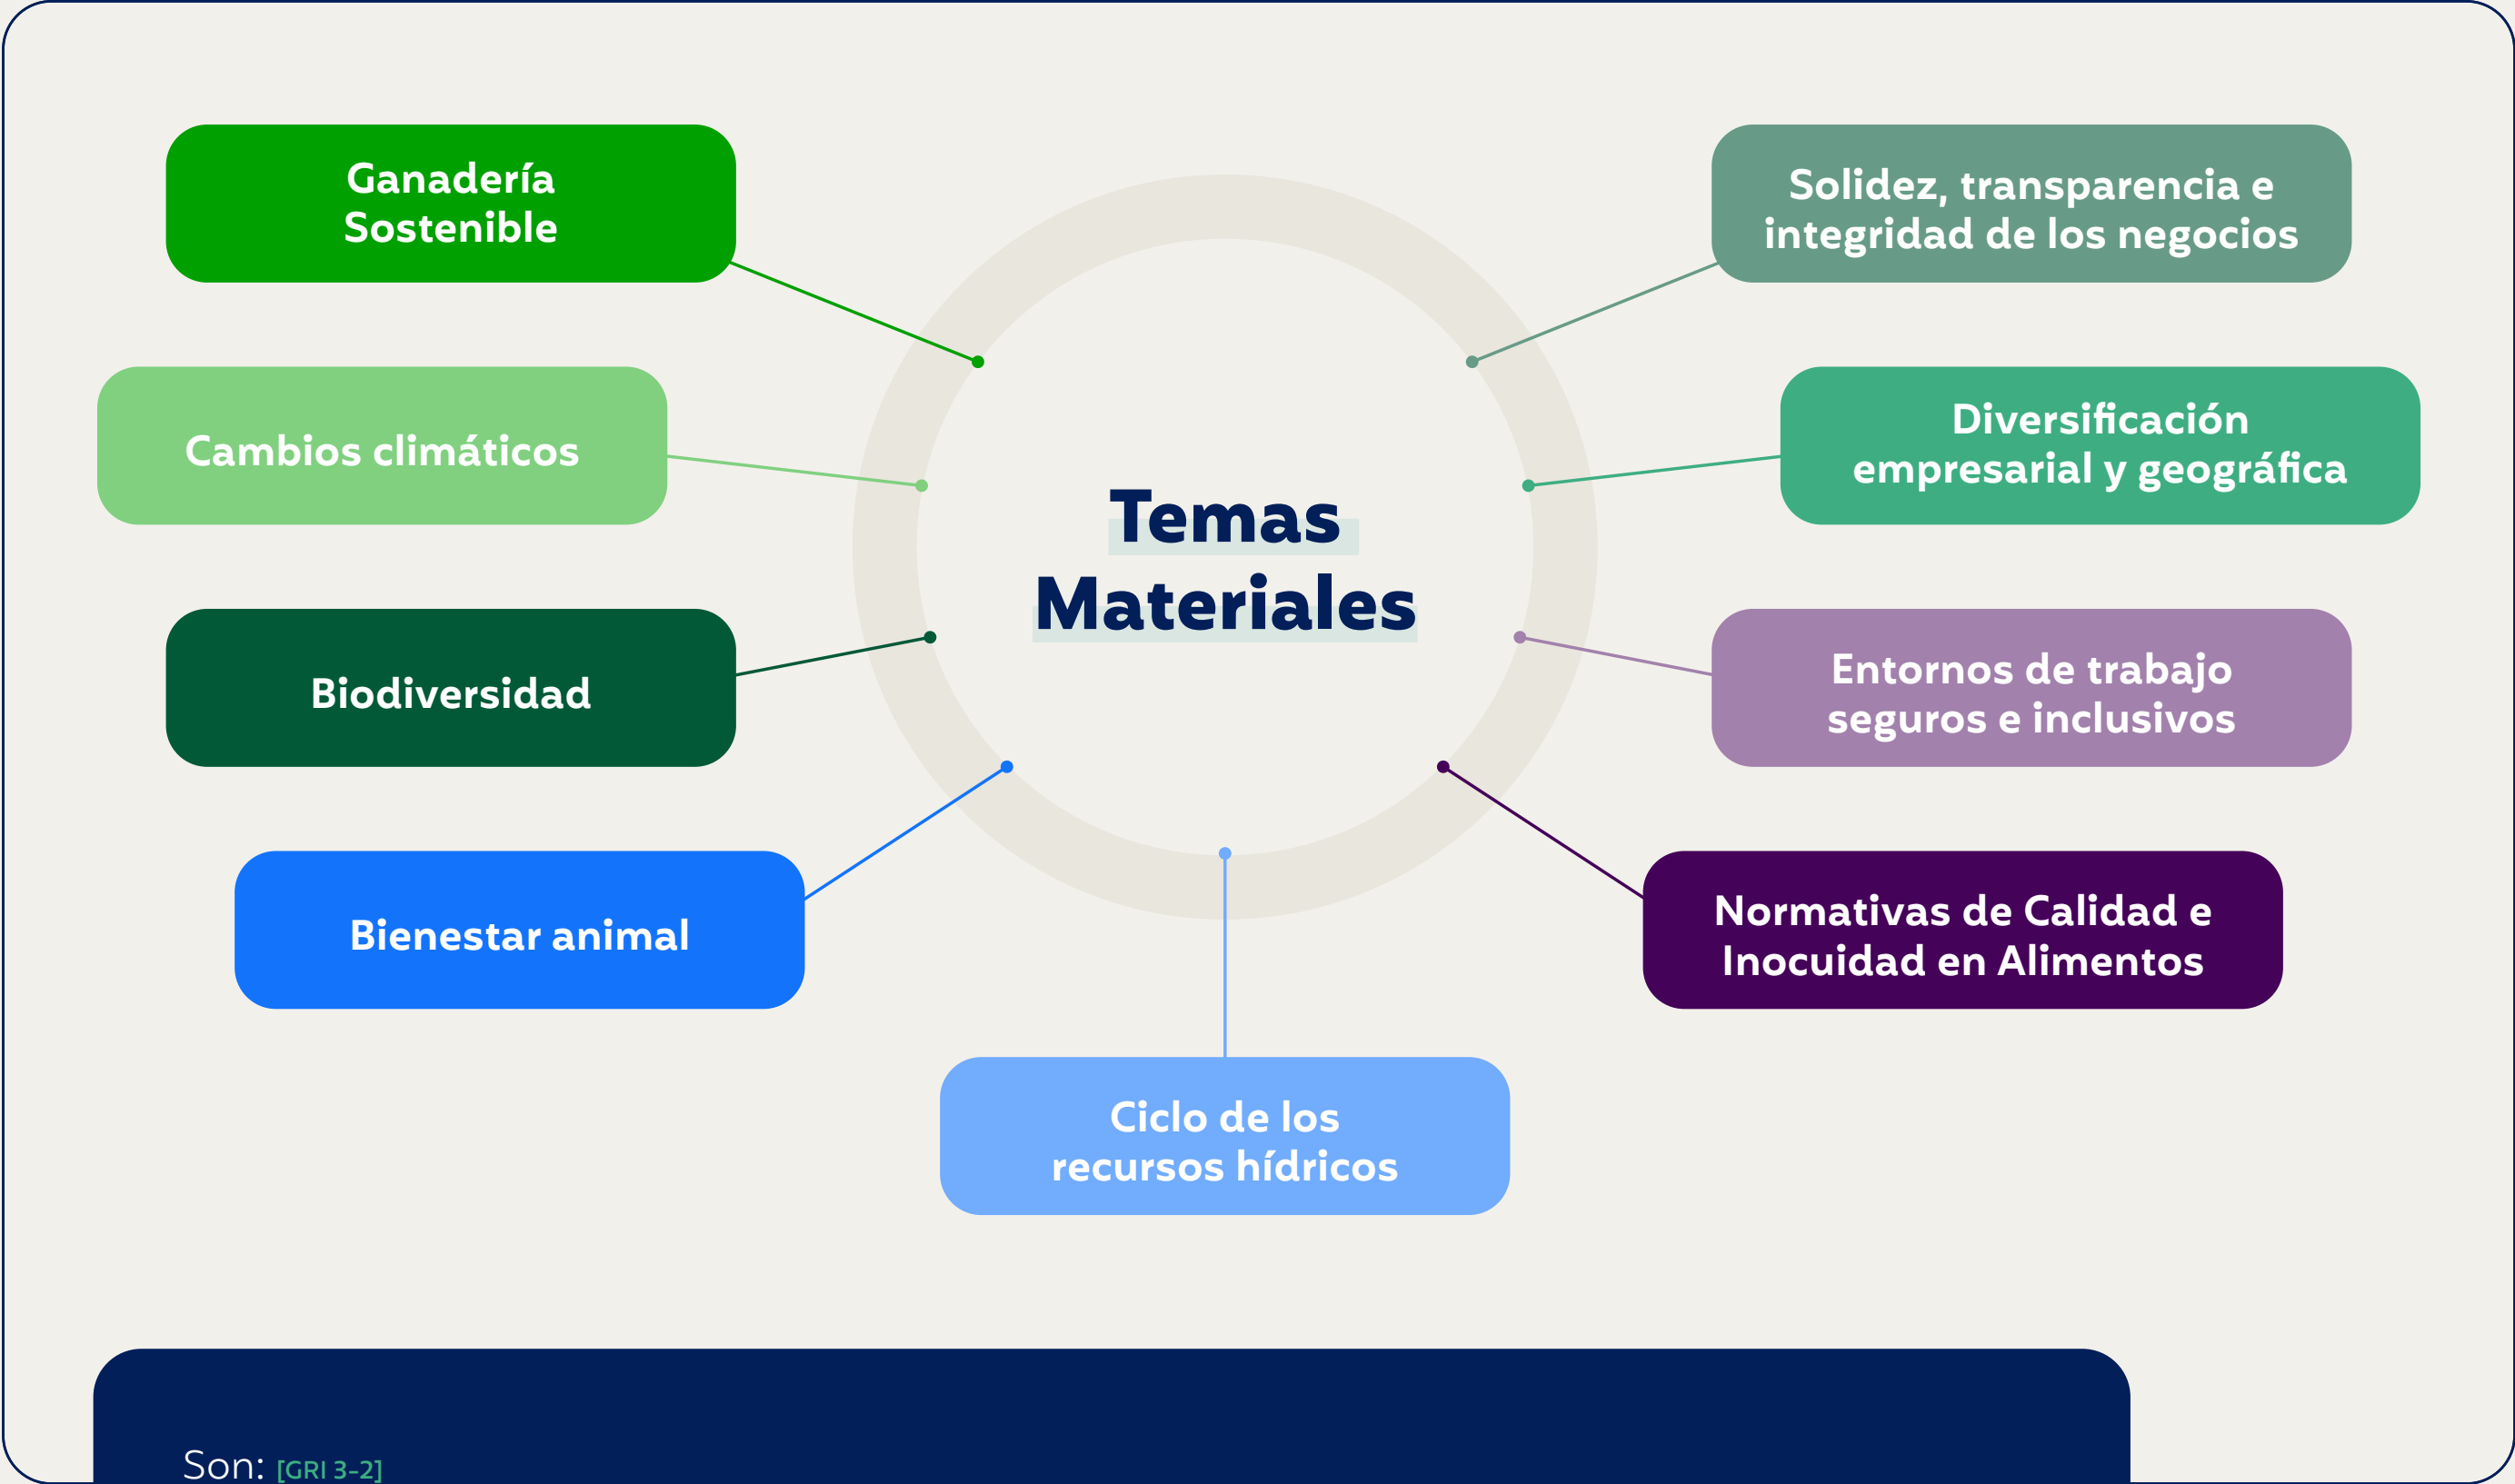 Ganadería
Sostenible
Solidez, transparencia e
integridad de los negocios
Cambios climáticos
Diversificación
empresarial y geográfica
Temas
Materiales
Biodiversidad
Entornos de trabajo
seguros e inclusivos
Bienestar animal
Normativas de Calidad e
Inocuidad en Alimentos
Ciclo de los
recursos hídricos
Son: [GRI 3-2]